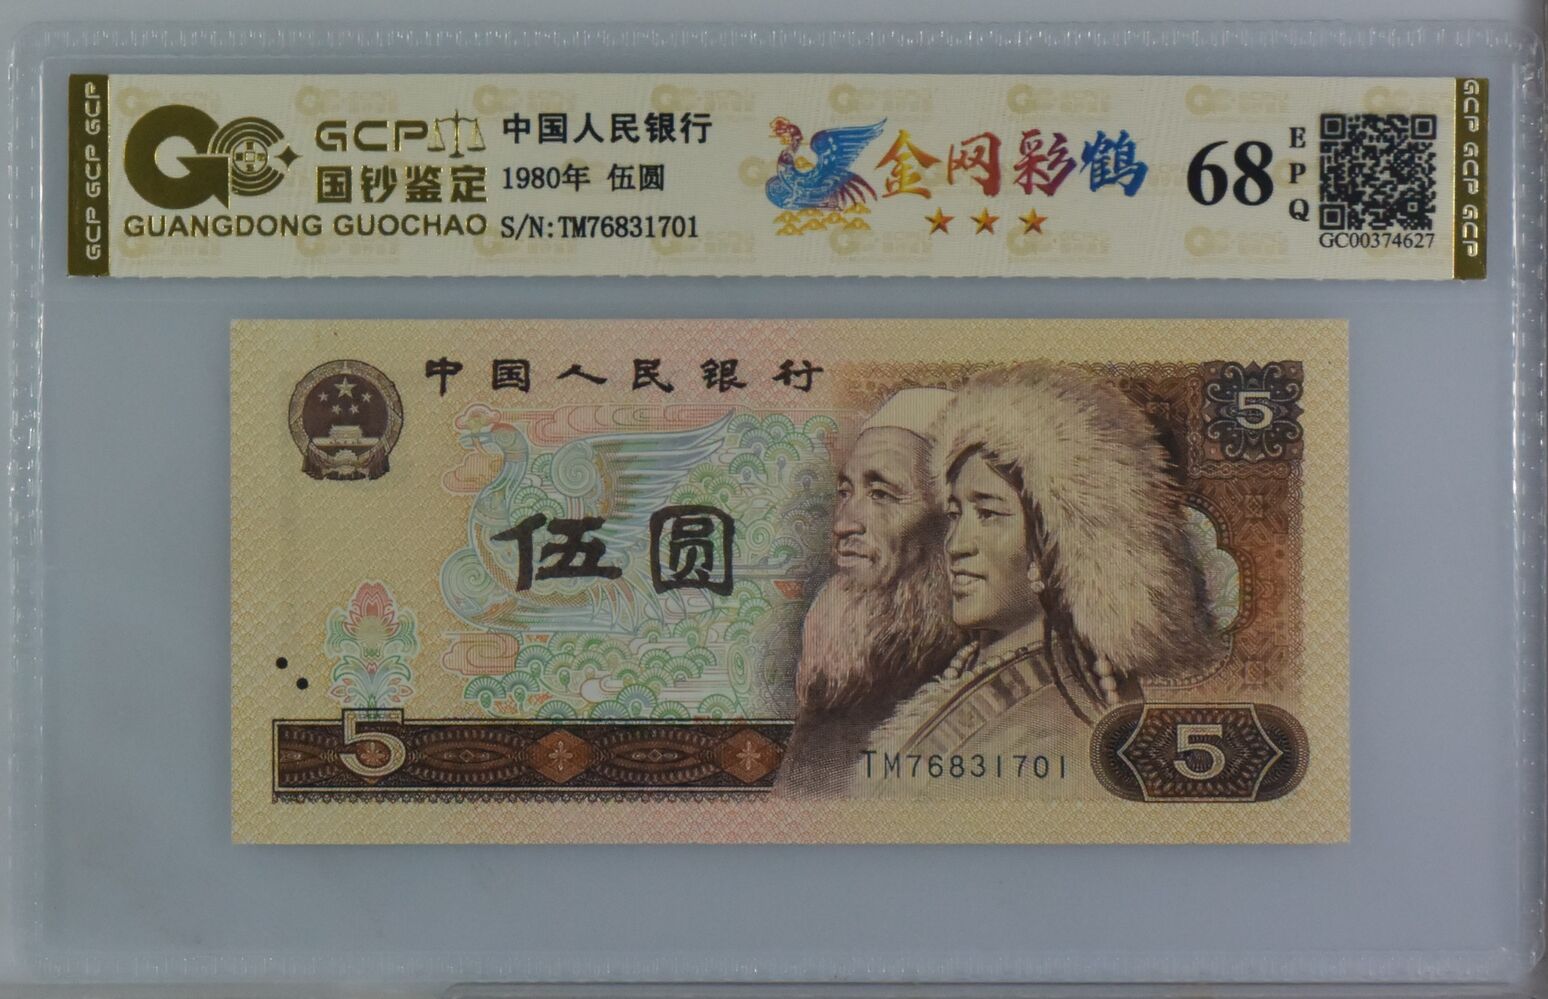 GCP GCP GCP
GCP
国钞鉴定
GUANGDONG GUOCHAO
中国人民银行
1980年 伍圆
S/N:TM76831701
金网彩鹤
68
EPQ
GC00374627
GCP GCP GCP
中国人民银行
5
伍圆
5
TM76831701
5